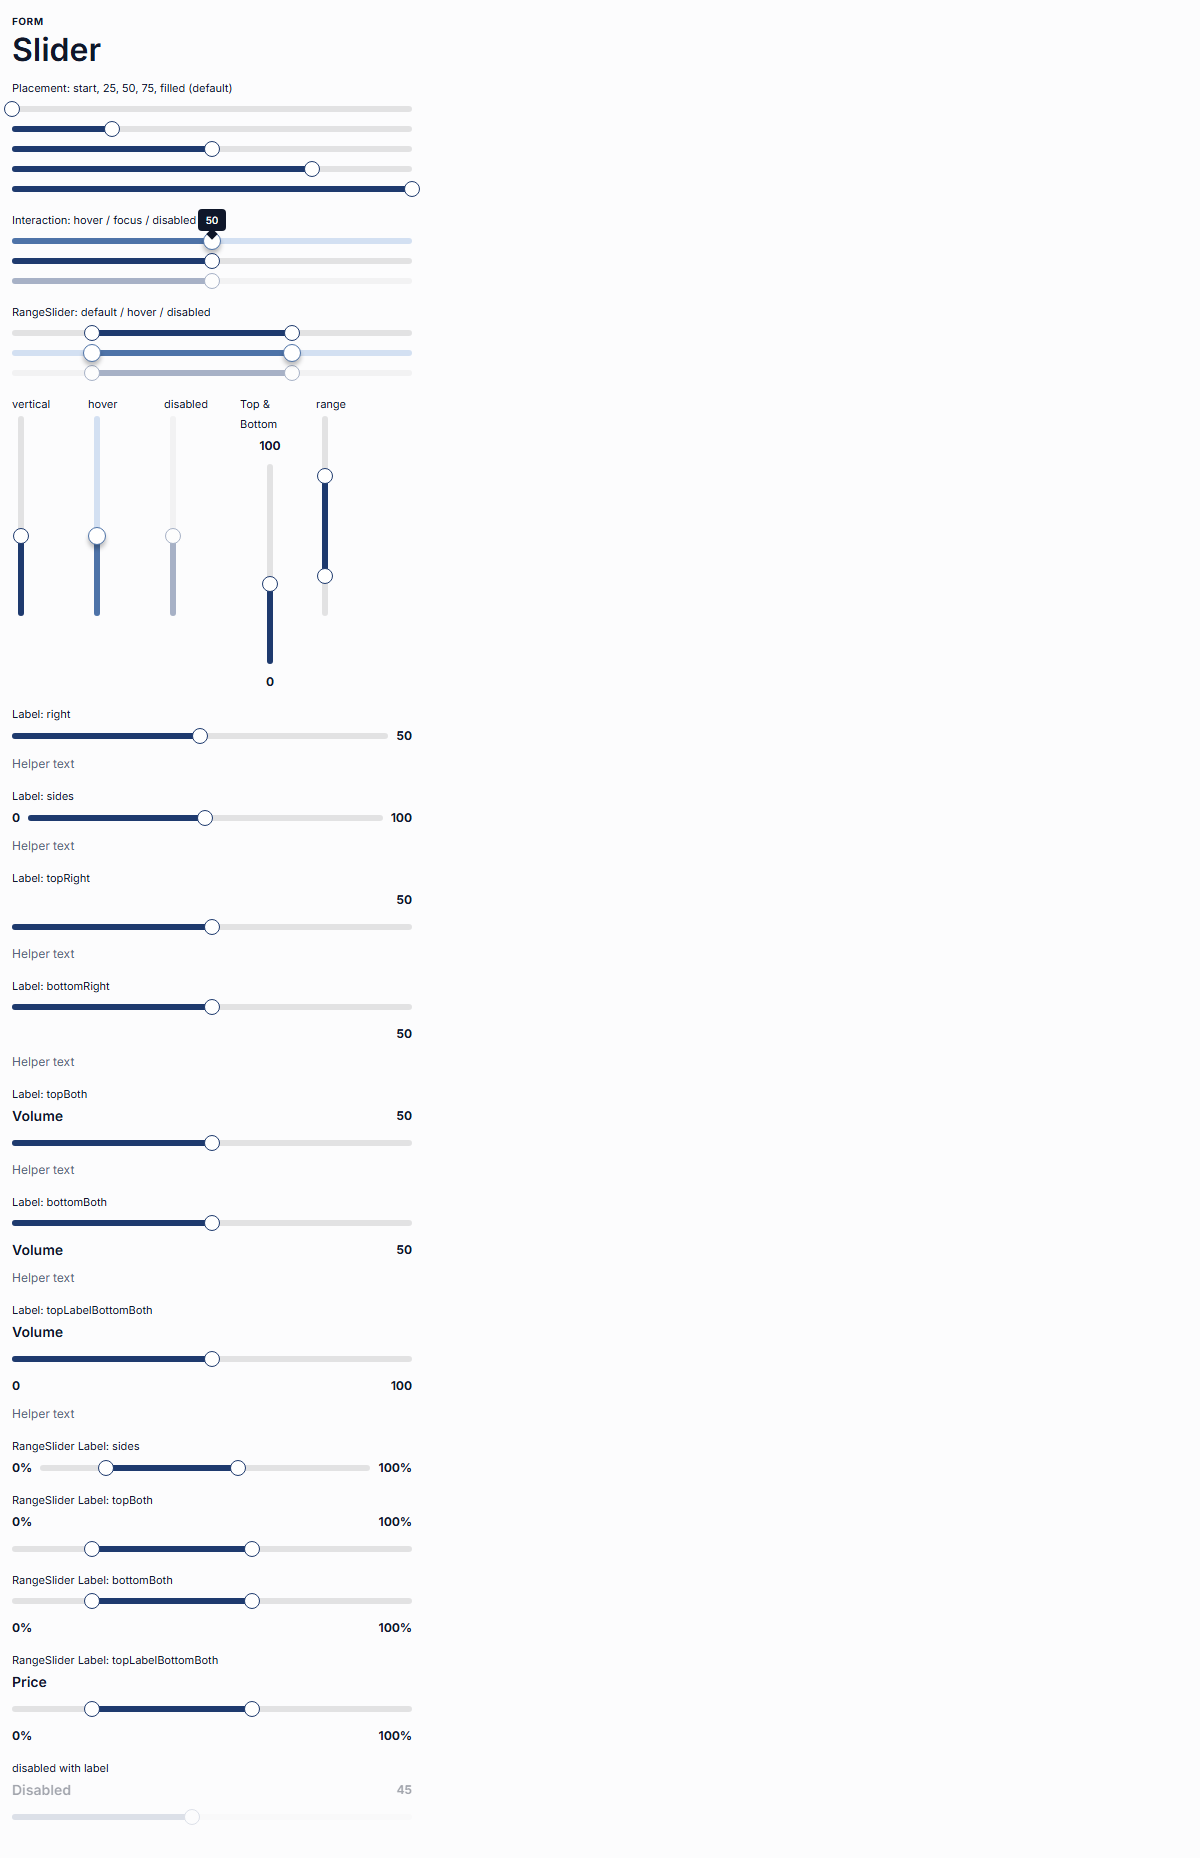 FORM
Slider
Placement: start, 25, 50, 75, filled (default)
Interaction: hover / focus / disabled
50
RangeSlider: default / hover / disabled
vertical
hover
disabled
Top &
Bottom
range
100
0
Label: right
50
Helper text
Label: sides
0
100
Helper text
Label: topRight
50
Helper text
Label: bottomRight
50
Helper text
Label: topBoth
Volume
50
Helper text
Label: bottomBoth
Volume
50
Helper text
Label: topLabelBottomBoth
Volume
0
100
Helper text
RangeSlider Label: sides
0%
100%
RangeSlider Label: topBoth
0%
100%
RangeSlider Label: bottomBoth
0%
100%
RangeSlider Label: topLabelBottomBoth
Price
0%
100%
disabled with label
Disabled
45